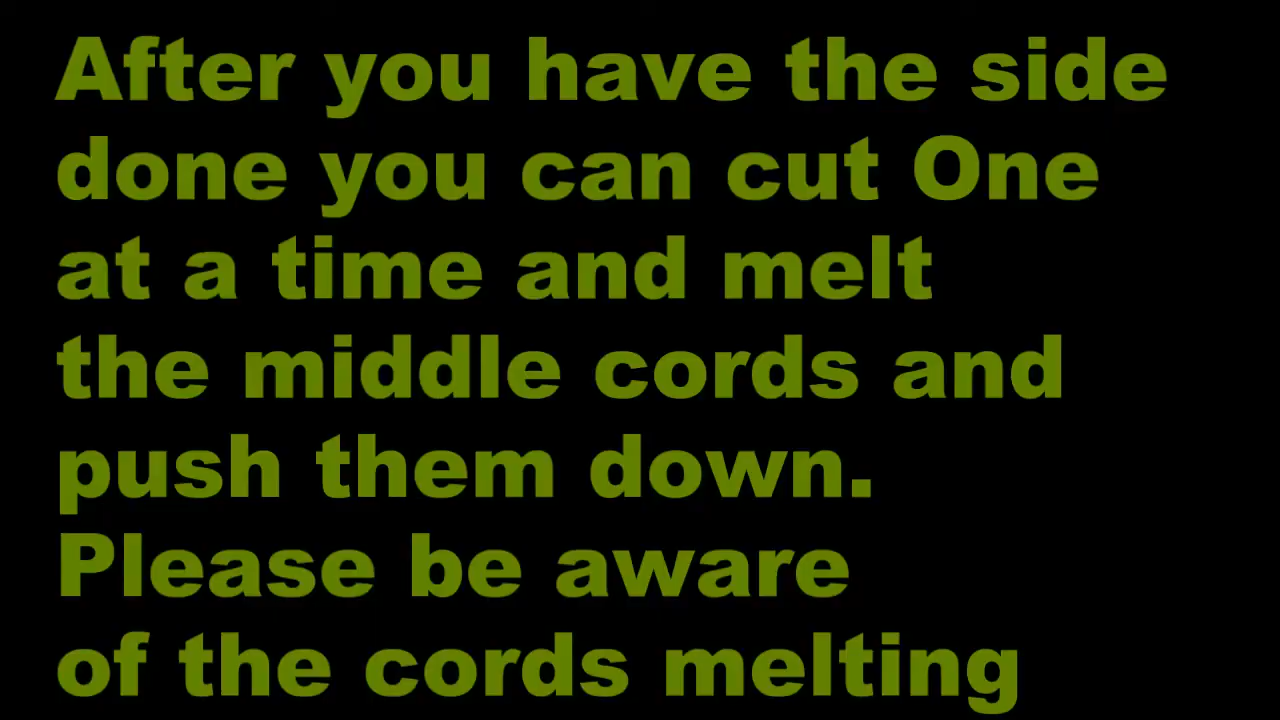 After you have the side
done you can cut One
at a time and melt
the middle cords and
push them down.
Please be aware
of the cords melting